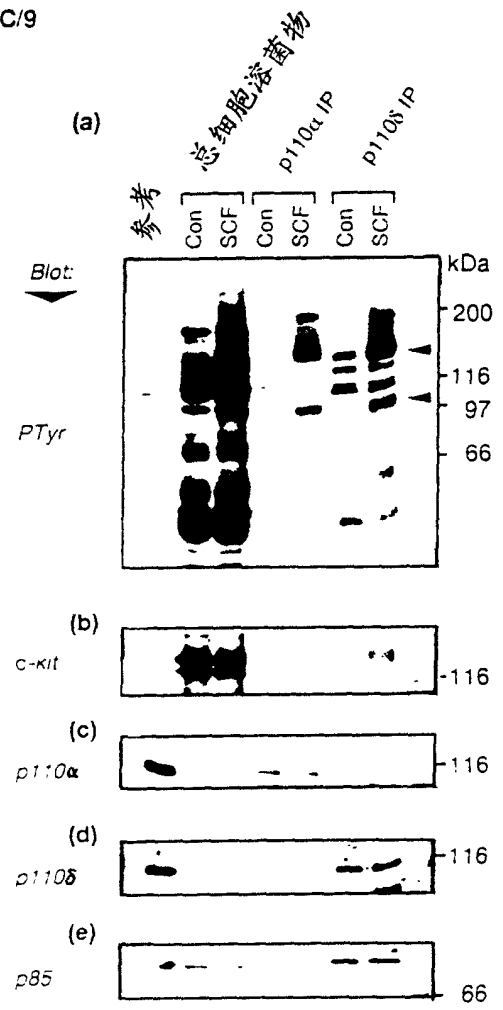 C/9
(a)
参考
总细胞溶菌物
p110α IP
p110δ IP
Con
SCF
Con
SCF
Con
SCF
Blot:
kDa
200
116
97
66
PTyr
(b)
c-kit
-116
(c)
p110α
116
(d)
p110δ
116
(e)
p85
66